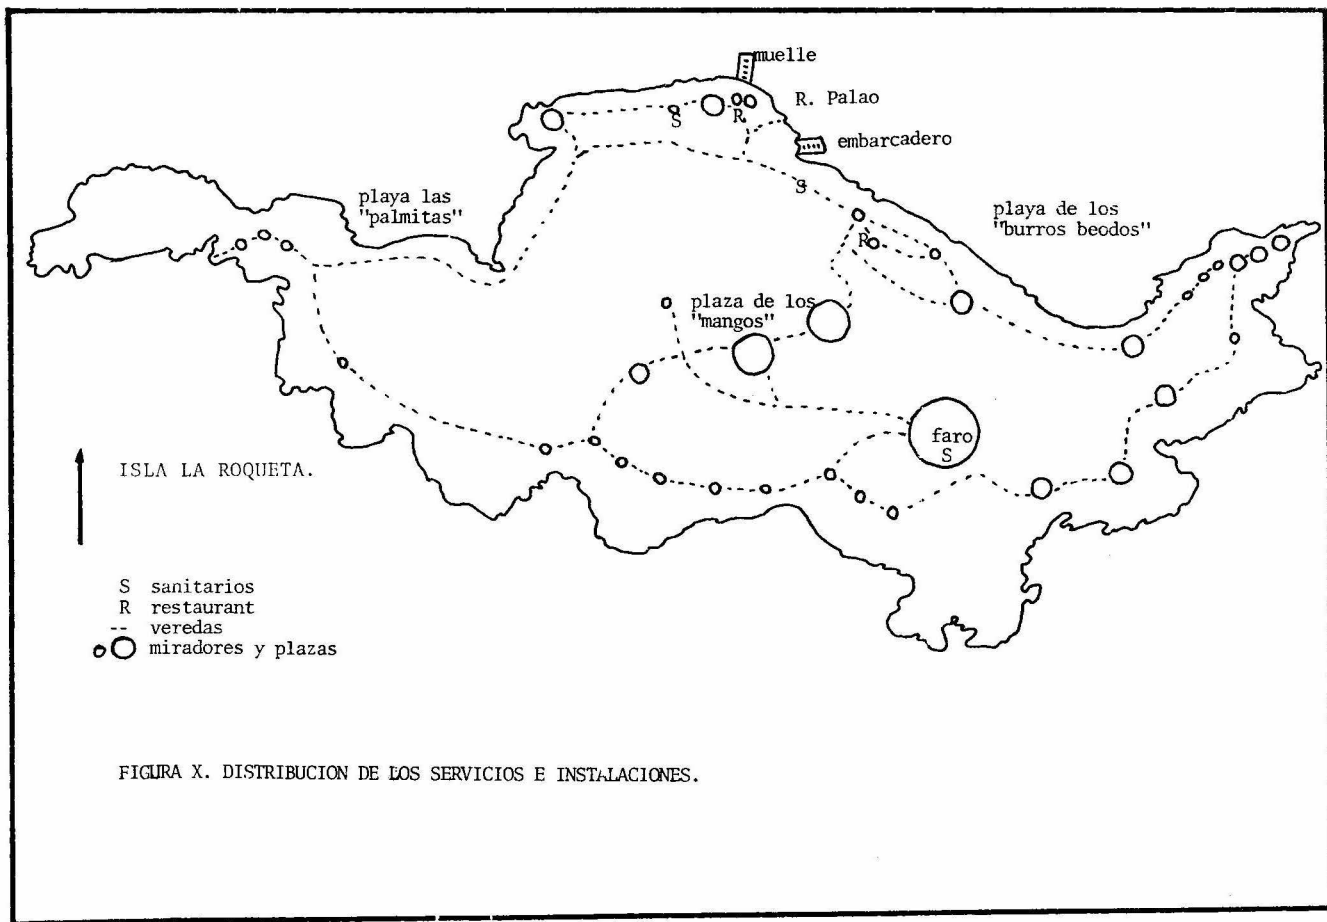 muelle
R. Palao
S
R
embarcadero
S
playa las
"palmitas"
playa de los
"burros beodos"
R
plaza de los
"mangos"
faro
S
ISLA LA ROQUETA.
S sanitarios
R restaurant
-- veredas
miradores y plazas
FIGURA X. DISTRIBUCION DE LOS SERVICIOS E INSTALACIONES.